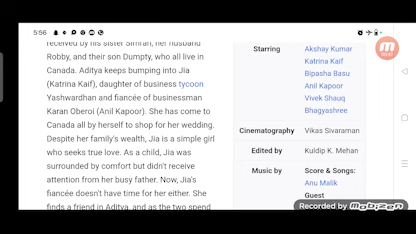 5:56
received by his sister Simran, her husband
Robby, and their son Dumpty, who all live in
Canada. Aditya keeps bumping into Jia
(Katrina Kaif), daughter of business tycoon
Yashwardhan and fiancée of businessman
Karan Oberoi (Anil Kapoor). She has come to
Canada all by herself to shop for her wedding.
Despite her family's wealth, Jia is a simple girl
who seeks true love. As a child, Jia was
surrounded by comfort but didn't receive
attention from her busy father. Now, Jia's
fiancée doesn't have time for her either. She
finds a friend in Aditya, and as the two spend
Starring
Akshay Kumar
Katrina Kaif
Bipasha Basu
Anil Kapoor
Vivek Shauq
Bhagyashree
Cinematography Vikas Sivaraman
Edited by Kuldip K. Mehan
Music by Score & Songs:
Anu Malik
Guest
Recorded by Mobizen